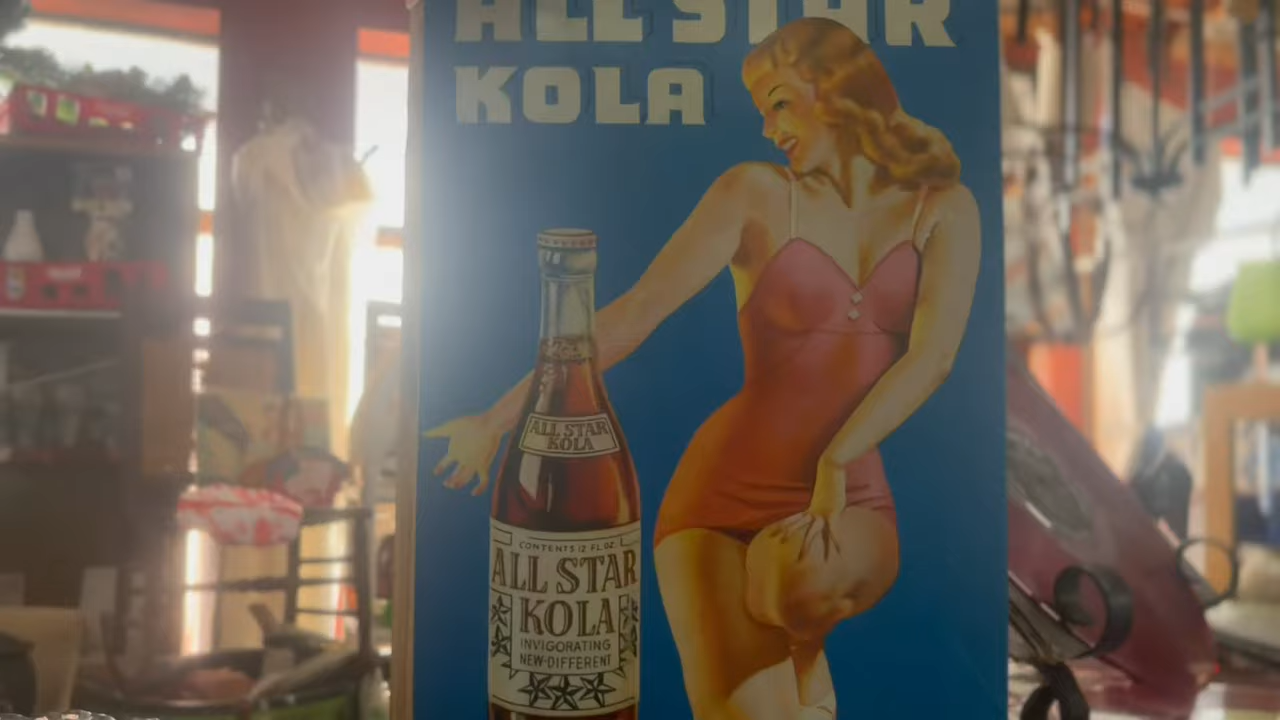 ALL STAR
KOLA
ALL STAR
KOLA
CONTENTS 12 FL. OZ.
ALL STAR
KOLA
INVIGORATING
NEW-DIFFERENT